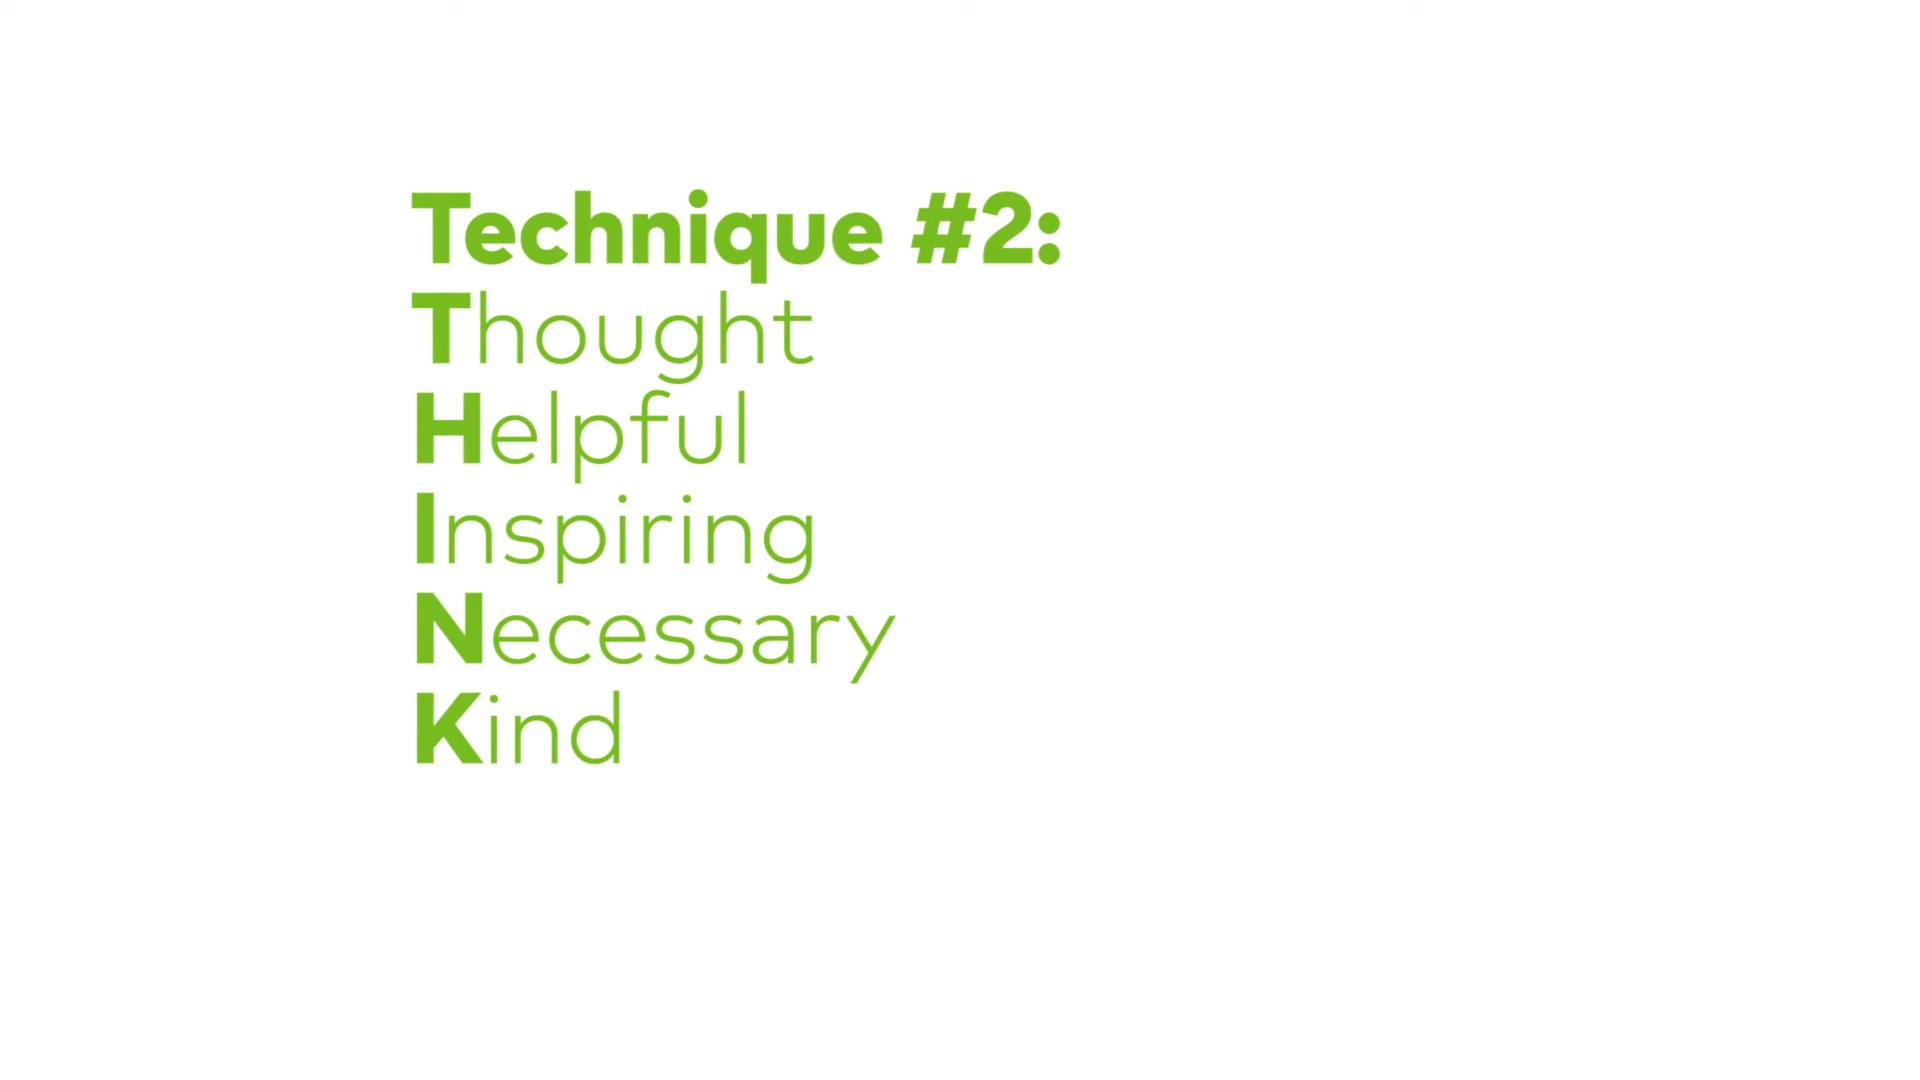 Technique #2:
Thought
Helpful
Inspiring
Necessary
Kind